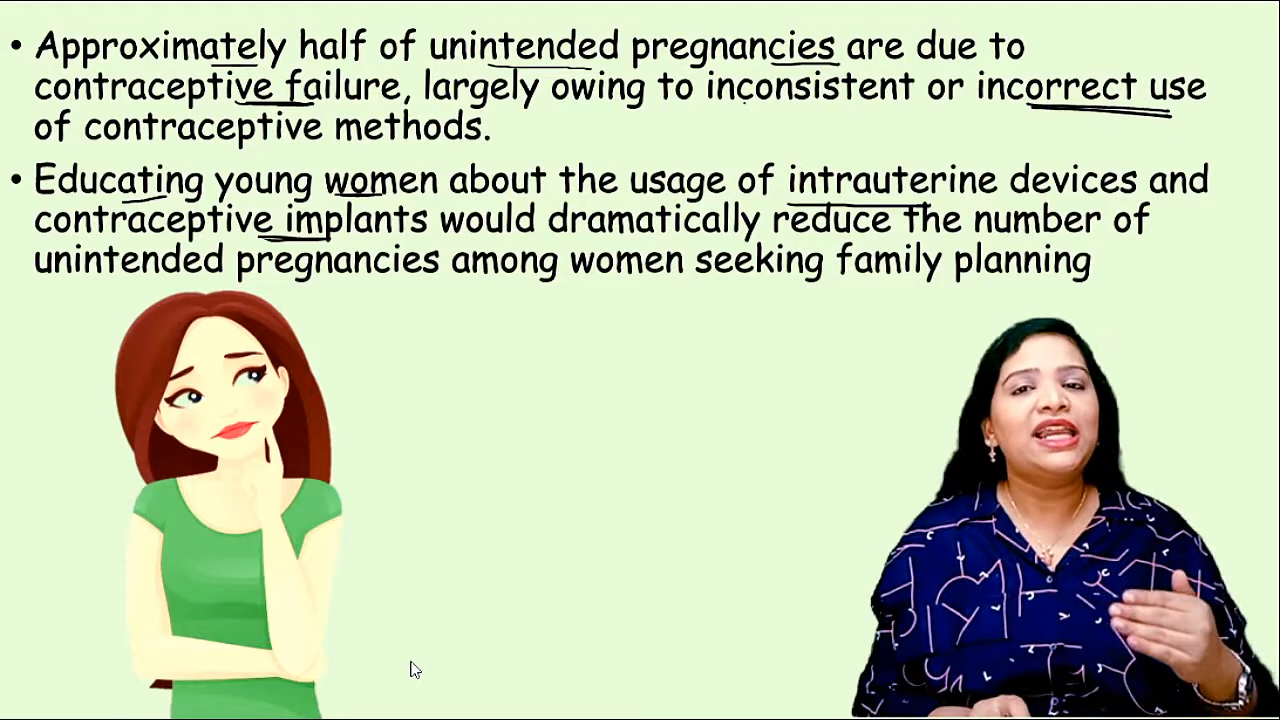 • Approximately half of unintended pregnancies are due to
contraceptive failure, largely owing to inconsistent or incorrect use
of contraceptive methods.
• Educating young women about the usage of intrauterine devices and
contraceptive implants would dramatically reduce the number of
unintended pregnancies among women seeking family planning